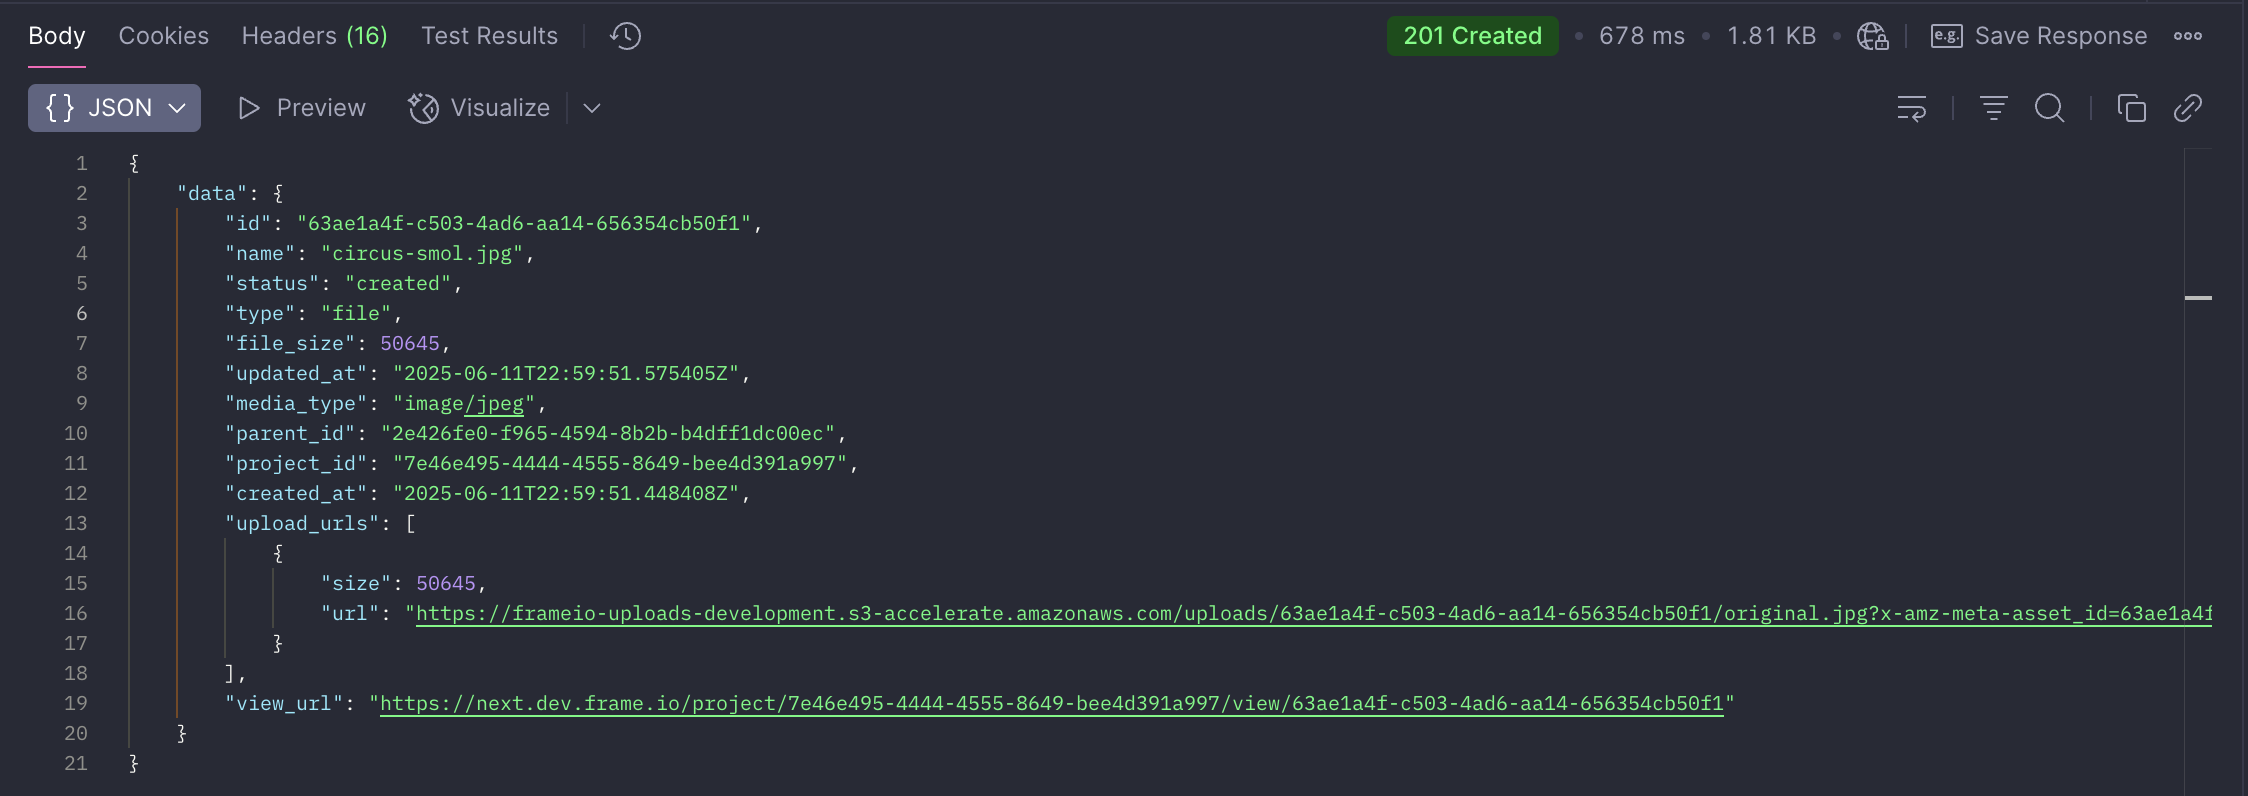 Body Cookies Headers (16) Test Results 201 Created • 678 ms • 1.81 KB • e.g. Save Response
{} JSON Preview Visualize
1 {
2 "data": {
3 "id": "63ae1a4f-c503-4ad6-aa14-656354cb50f1",
4 "name": "circus-smol.jpg",
5 "status": "created",
6 "type": "file",
7 "file_size": 50645,
8 "updated_at": "2025-06-11T22:59:51.575405Z",
9 "media_type": "image/jpeg",
10 "parent_id": "2e426fe0-f965-4594-8b2b-b4dff1dc00ec",
11 "project_id": "7e46e495-4444-4555-8649-bee4d391a997",
12 "created_at": "2025-06-11T22:59:51.448408Z",
13 "upload_urls": [
14 {
15 "size": 50645,
16 "url": "https://frameio-uploads-development.s3-accelerate.amazonaws.com/uploads/63ae1a4f-c503-4ad6-aa14-656354cb50f1/original.jpg?x-amz-meta-asset_id=63ae1a4f
17 }
18 ],
19 "view_url": "https://next.dev.frame.io/project/7e46e495-4444-4555-8649-bee4d391a997/view/63ae1a4f-c503-4ad6-aa14-656354cb50f1"
20 }
21 }